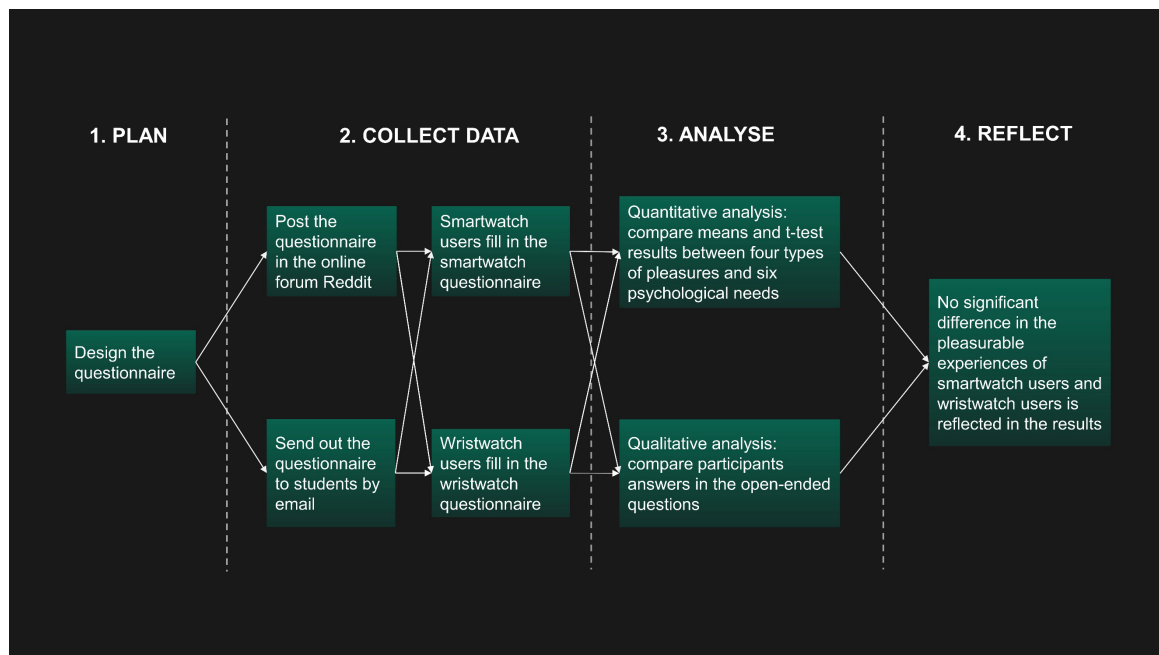 1. PLAN
2. COLLECT DATA
3. ANALYSE
4. REFLECT
Design the
questionnaire
Post the
questionnaire
in the online
forum Reddit
Send out the
questionnaire
to students by
email
Smartwatch
users fill in the
smartwatch
questionnaire
Wristwatch
users fill in the
wristwatch
questionnaire
Quantitative analysis:
compare means and t-test
results between four types
of pleasures and six
psychological needs
Qualitative analysis:
compare participants
answers in the open-ended
questions
No significant
difference in the
pleasurable
experiences of
smartwatch users and
wristwatch users is
reflected in the results